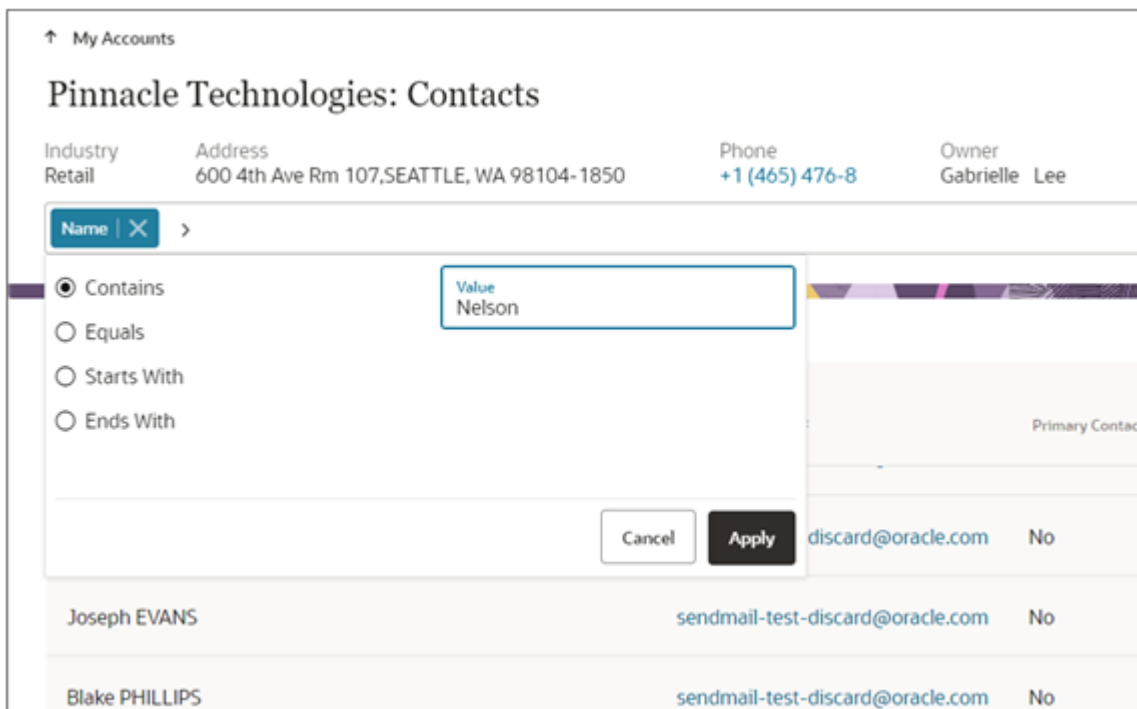 My Accounts
Pinnacle Technologies: Contacts
Industry Address Phone Owner
Retail 600 4th Ave Rm 107,SEATTLE, WA 98104-1850 +1 (465) 476-8 Gabrielle Lee
Name
Contains
Value
Nelson
Equals
Starts With
Ends With
Primary Contac
Cancel Apply
discard@oracle.com No
Joseph EVANS sendmail-test-discard@oracle.com No
Blake PHILLIPS sendmail-test-discard@oracle.com No